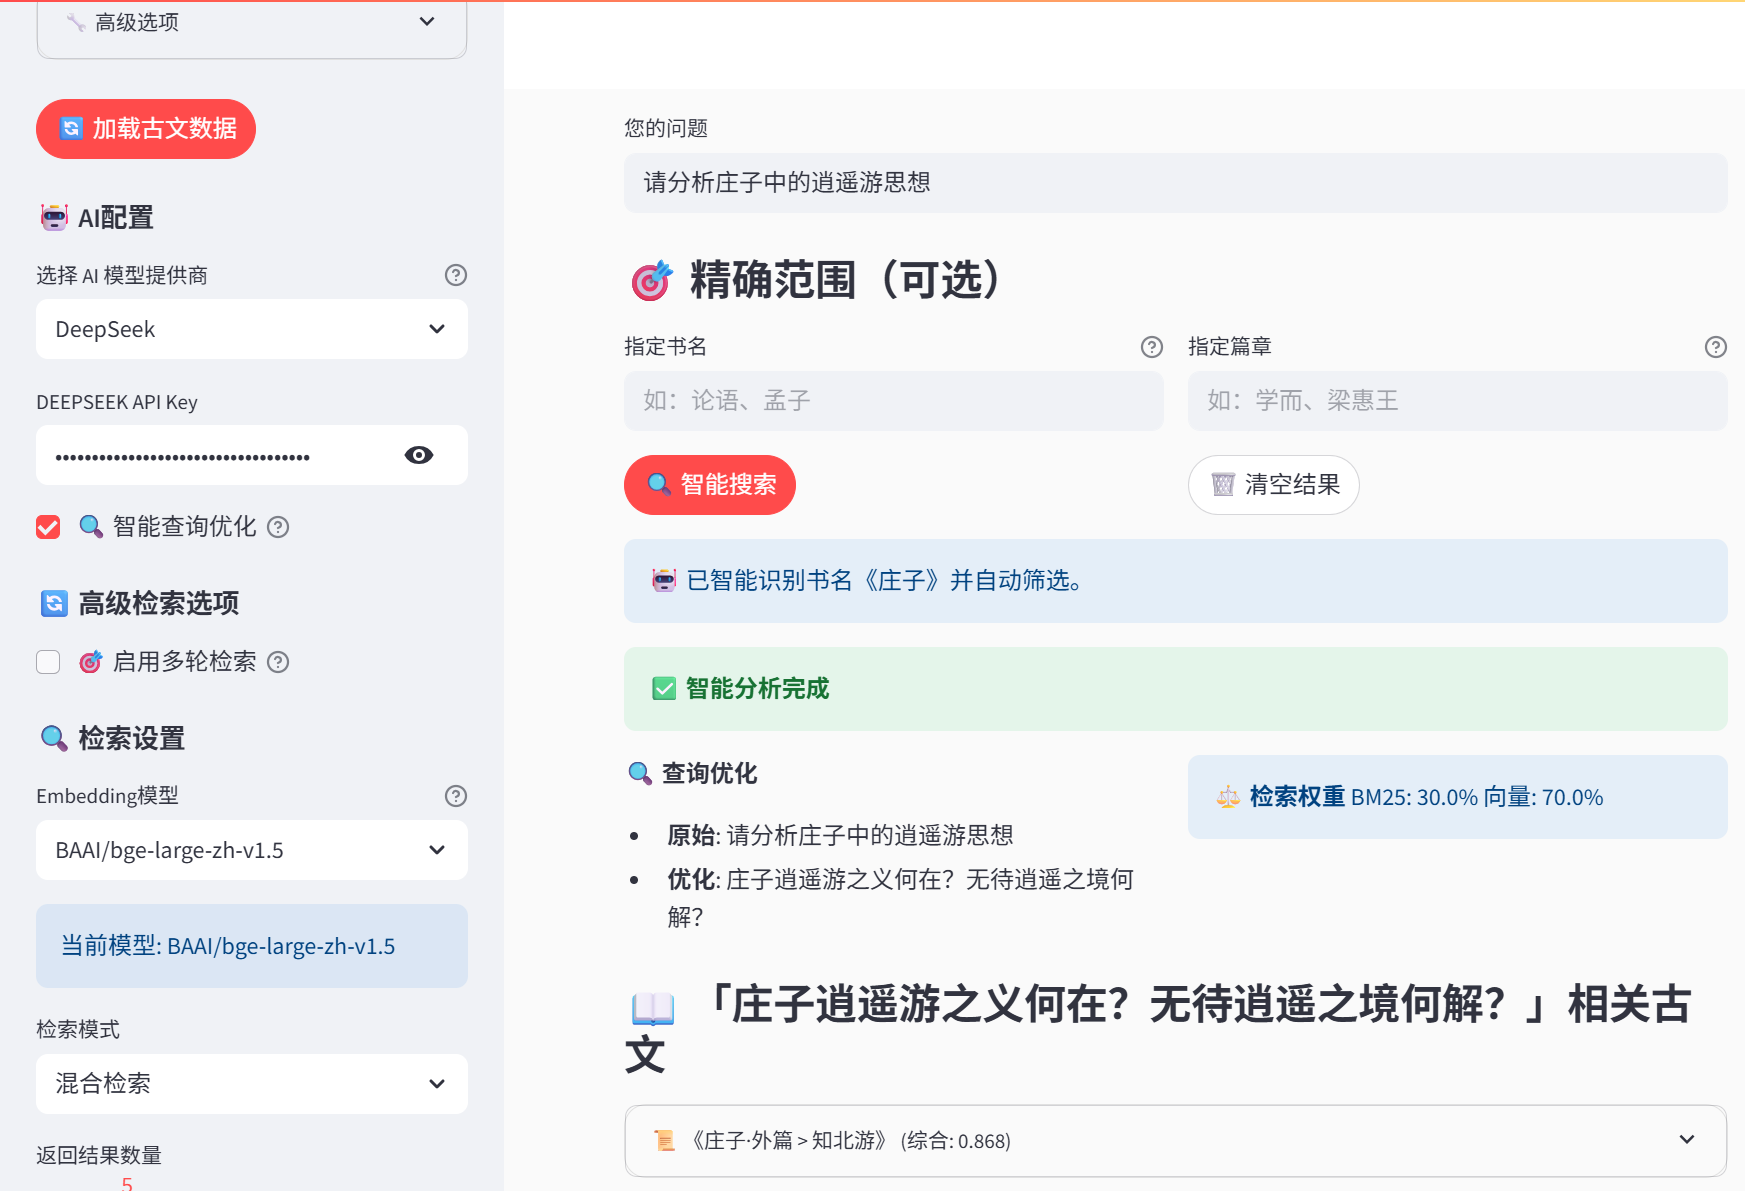 高级选项
加载古文数据
AI配置
选择 AI 模型提供商
DeepSeek
DEEPSEEK API Key
••••••••••••••••••••••••••••••••••••
智能查询优化
高级检索选项
启用多轮检索
检索设置
Embedding模型
BAAI/bge-large-zh-v1.5
当前模型: BAAI/bge-large-zh-v1.5
检索模式
混合检索
返回结果数量
5
您的问题
请分析庄子中的逍遥游思想
精确范围（可选）
指定书名
如：论语、孟子
指定篇章
如：学而、梁惠王
智能搜索
清空结果
已智能识别书名《庄子》并自动筛选。
智能分析完成
查询优化
原始: 请分析庄子中的逍遥游思想
优化: 庄子逍遥游之义何在？无待逍遥之境何
解？
检索权重 BM25: 30.0% 向量: 70.0%
「庄子逍遥游之义何在？无待逍遥之境何解？」相关古
文
《庄子·外篇 > 知北游》 (综合: 0.868)